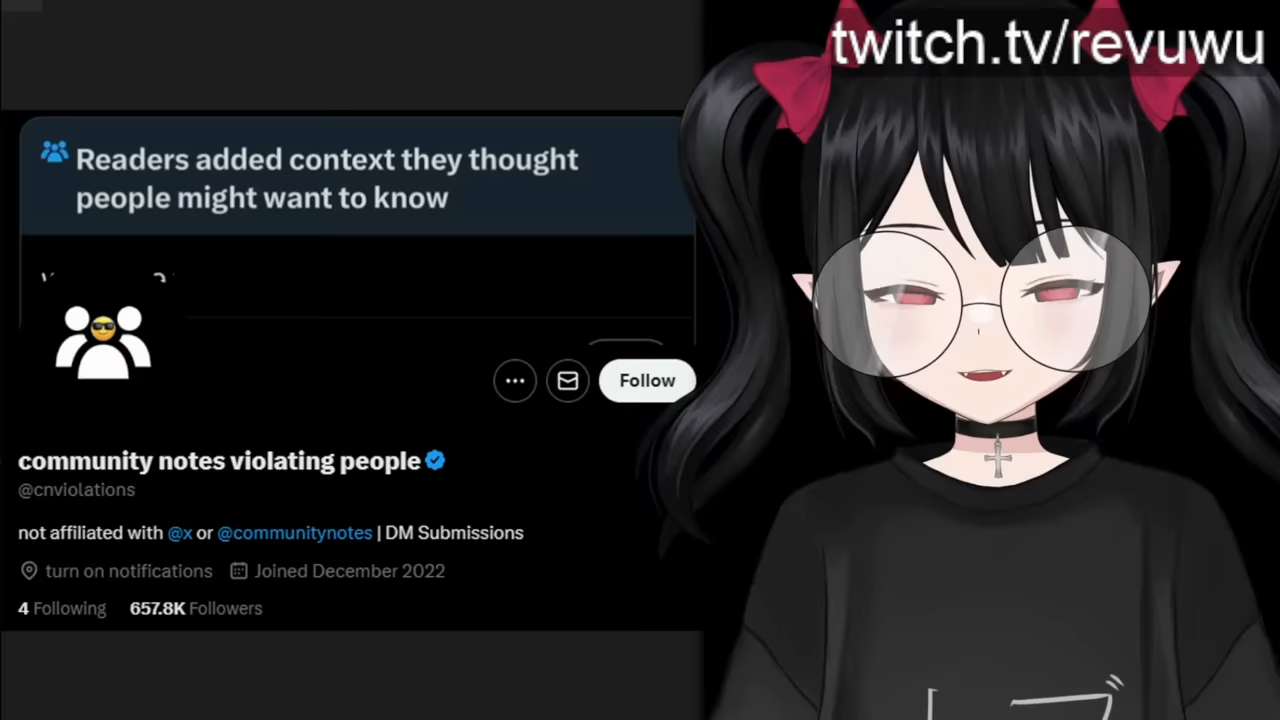 twitch.tv/revuwu
Readers added context they thought
people might want to know
Follow
community notes violating people
@cnviolations
not affiliated with @x or @communitynotes | DM Submissions
turn on notifications Joined December 2022
4 Following 657.8K Followers